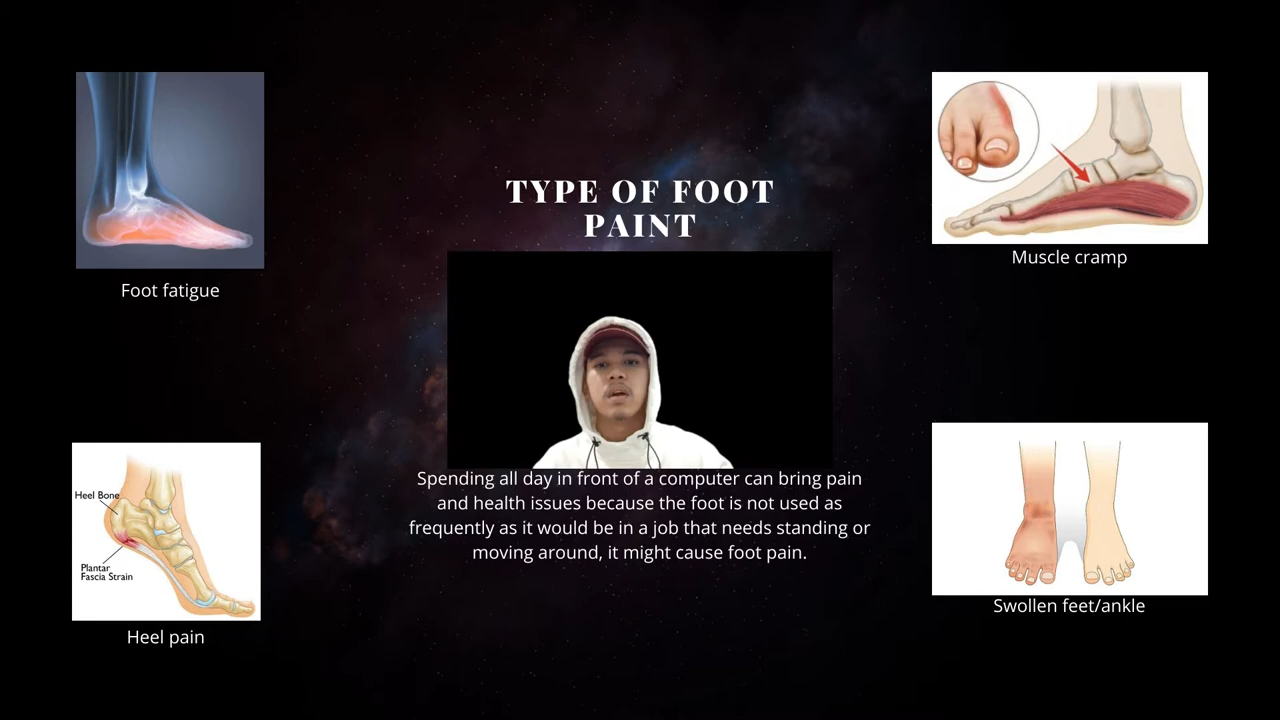 TYPE OF FOOT
PAINT
Foot fatigue
Muscle cramp
Spending all day in front of a computer can bring pain
and health issues because the foot is not used as
frequently as it would be in a job that needs standing or
moving around, it might cause foot pain.
Heel Bone
Plantar
Fascia Strain
Heel pain
Swollen feet/ankle